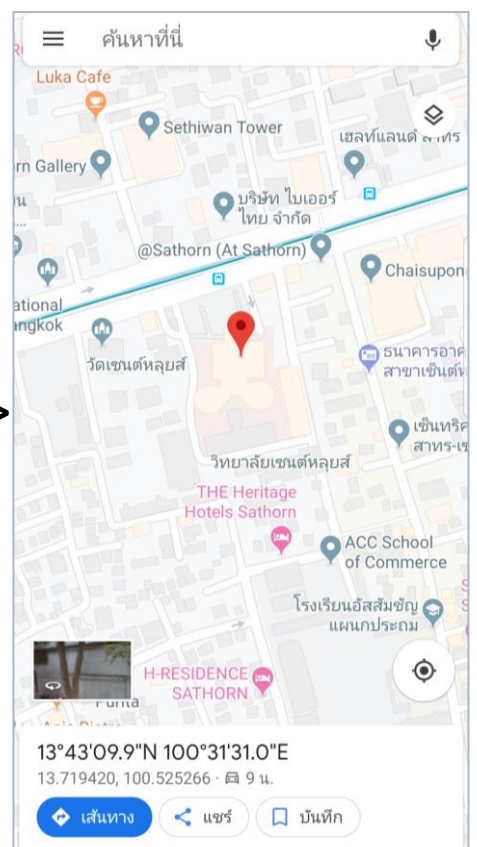 ค้นหาที่นี่
Luka Cafe
Sethiwan Tower
เฮลท์แลนด์ สาทร
rn Gallery
บริษัท ไบเออร์
ไทย จำกัด
@Sathorn (At Sathorn)
Chaisupon
ational
angkok
วัดเซนต์หลุยส์
ธนาคารอาค
สาขาเซ็นต์ห
เซ็นทริค
สาทร-เซ
วิทยาลัยเซนต์หลุยส์
THE Heritage
Hotels Sathorn
ACC School
of Commerce
โรงเรียนอัสสัมชัญ
แผนกประถม
H-RESIDENCE
SATHORN
13°43'09.9"N 100°31'31.0"E
13.719420, 100.525266 · 9 น.
เส้นทาง
แชร์
บันทึก